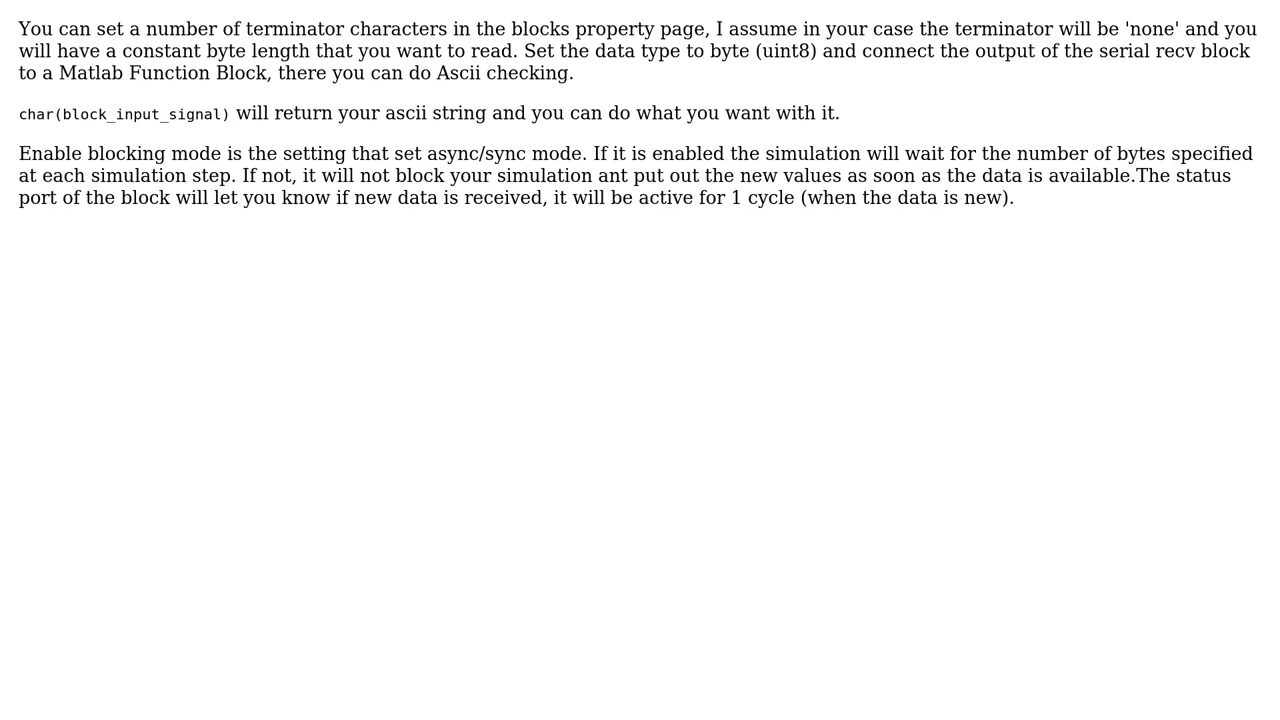 You can set a number of terminator characters in the blocks property page, I assume in your case the terminator will be 'none' and you
will have a constant byte length that you want to read. Set the data type to byte (uint8) and connect the output of the serial recv block
to a Matlab Function Block, there you can do Ascii checking.
char(block_input_signal) will return your ascii string and you can do what you want with it.
Enable blocking mode is the setting that set async/sync mode. If it is enabled the simulation will wait for the number of bytes specified
at each simulation step. If not, it will not block your simulation ant put out the new values as soon as the data is available.The status
port of the block will let you know if new data is received, it will be active for 1 cycle (when the data is new).